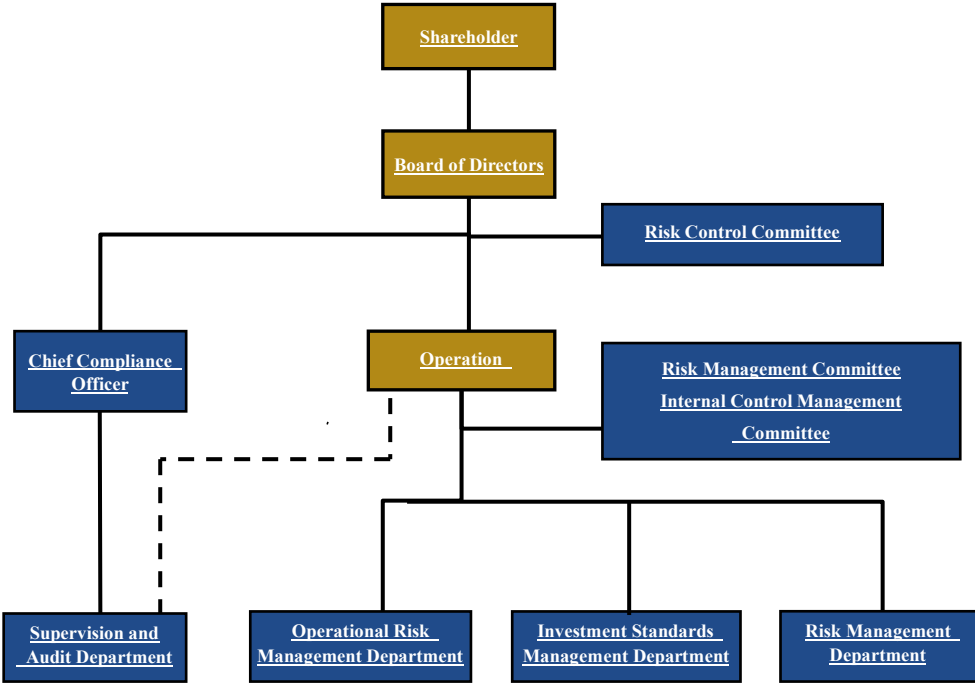 Shareholder
Board of Directors
Risk Control Committee
Chief Compliance
Officer
Operation
Risk Management Committee
Internal Control Management
Committee
Supervision and
Audit Department
Operational Risk
Management Department
Investment Standards
Management Department
Risk Management
Department